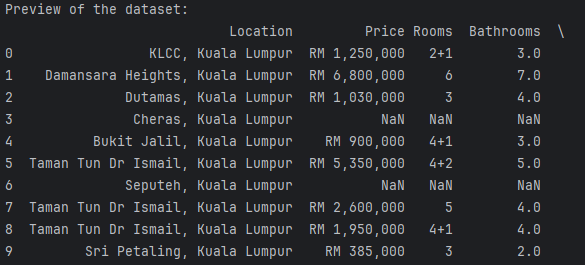 Preview of the dataset:
Location Price Rooms Bathrooms \
0 KLCC, Kuala Lumpur RM 1,250,000 2+1 3.0
1 Damansara Heights, Kuala Lumpur RM 6,800,000 6 7.0
2 Dutamas, Kuala Lumpur RM 1,030,000 3 4.0
3 Cheras, Kuala Lumpur NaN NaN NaN
4 Bukit Jalil, Kuala Lumpur RM 900,000 4+1 3.0
5 Taman Tun Dr Ismail, Kuala Lumpur RM 5,350,000 4+2 5.0
6 Seputeh, Kuala Lumpur NaN NaN NaN
7 Taman Tun Dr Ismail, Kuala Lumpur RM 2,600,000 5 4.0
8 Taman Tun Dr Ismail, Kuala Lumpur RM 1,950,000 4+1 4.0
9 Sri Petaling, Kuala Lumpur RM 385,000 3 2.0